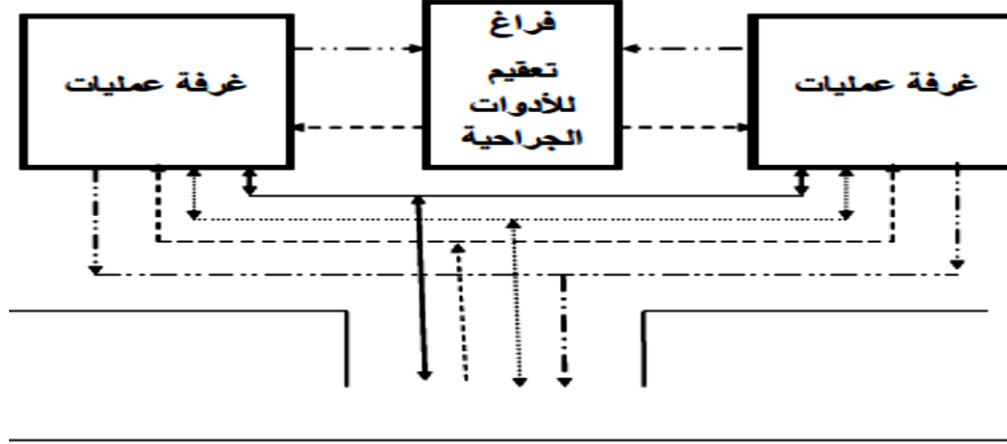 غرفة عمليات
فراغ
تعقيم
للأدوات
الجراحية
غرفة عمليات